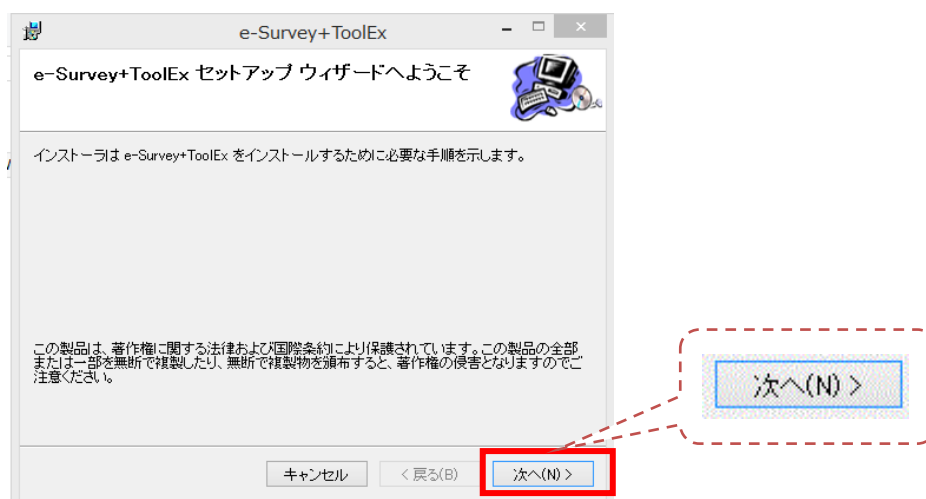 e-Survey+ToolEx
e-Survey+ToolEx セットアップ ウィザードへようこそ
インストーラは e-Survey+ToolEx をインストールするために必要な手順を示します。
この製品は、著作権に関する法律および国際条約により保護されています。この製品の全部
または一部を無断で複製したり、無断で複製物を頒布すると、著作権の侵害となりますのでご
注意ください。
キャンセル
< 戻る(B)
次へ(N) >
次へ(N) >